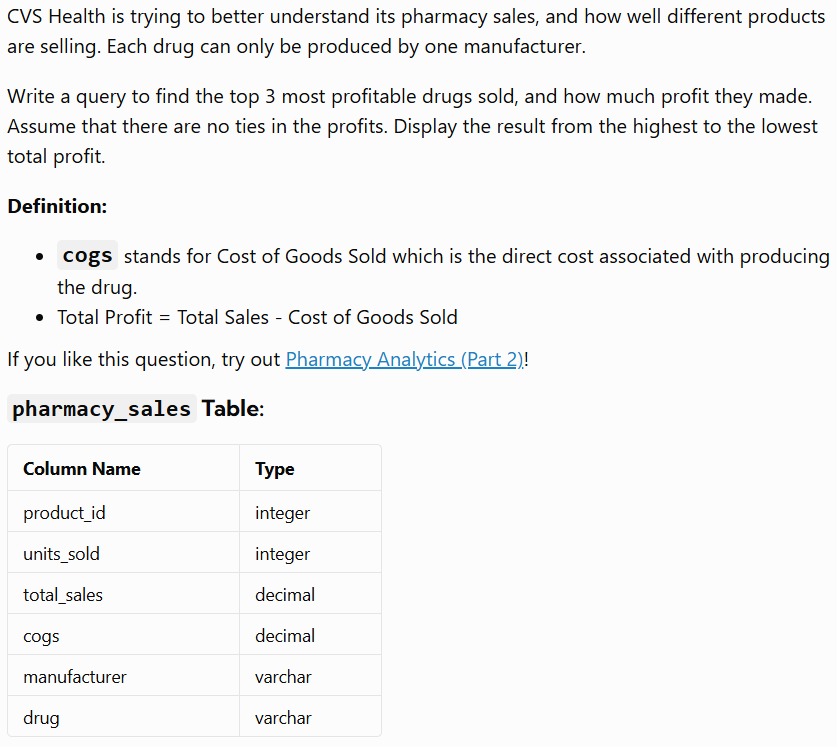 CVS Health is trying to better understand its pharmacy sales, and how well different products
are selling. Each drug can only be produced by one manufacturer.
Write a query to find the top 3 most profitable drugs sold, and how much profit they made.
Assume that there are no ties in the profits. Display the result from the highest to the lowest
total profit.
Definition:
• cogs stands for Cost of Goods Sold which is the direct cost associated with producing
the drug.
• Total Profit = Total Sales - Cost of Goods Sold
If you like this question, try out Pharmacy Analytics (Part 2)!
pharmacy_sales Table:
Column Name Type
product_id integer
units_sold integer
total_sales decimal
cogs decimal
manufacturer varchar
drug varchar